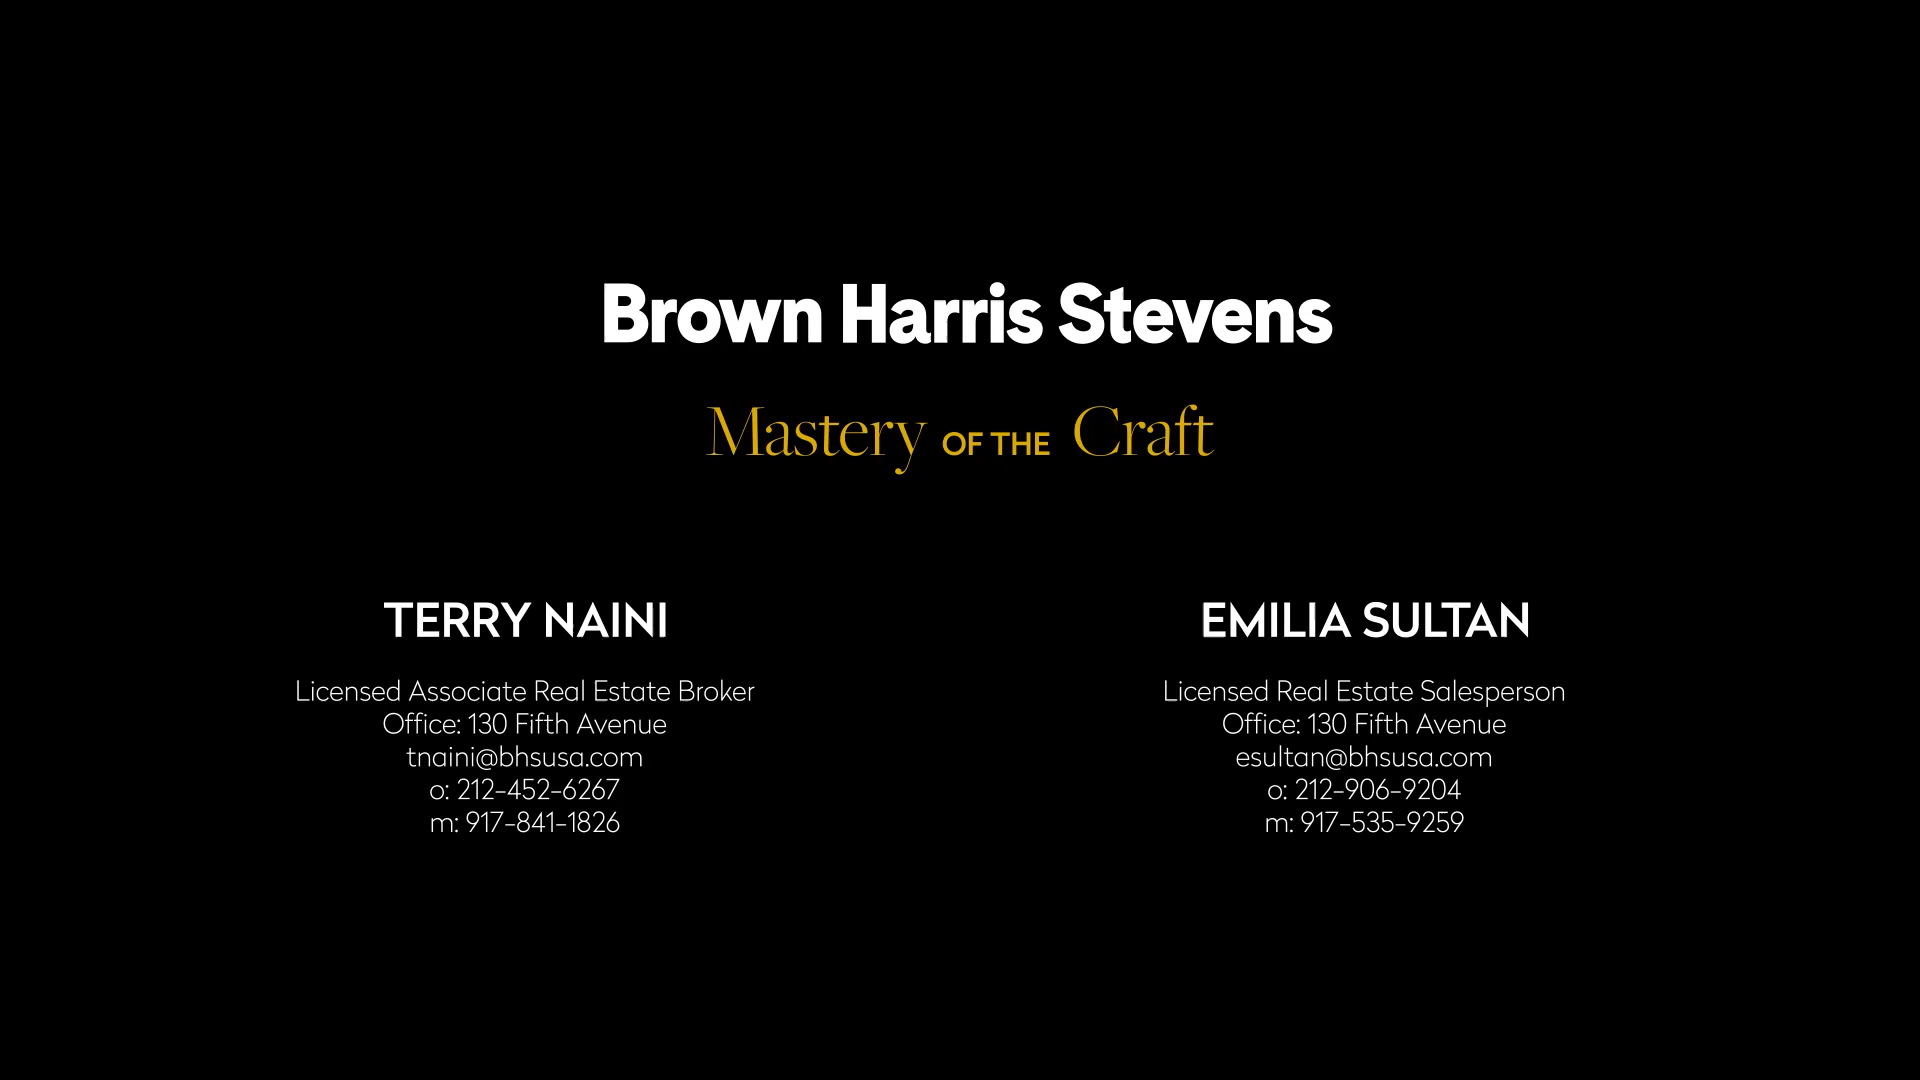 Brown Harris Stevens
Mastery OF THE Craft
TERRY NAINI
Licensed Associate Real Estate Broker
Office: 130 Fifth Avenue
tnaini@bhsusa.com
o: 212-452-6267
m: 917-841-1826
EMILIA SULTAN
Licensed Real Estate Salesperson
Office: 130 Fifth Avenue
esultan@bhsusa.com
o: 212-906-9204
m: 917-535-9259